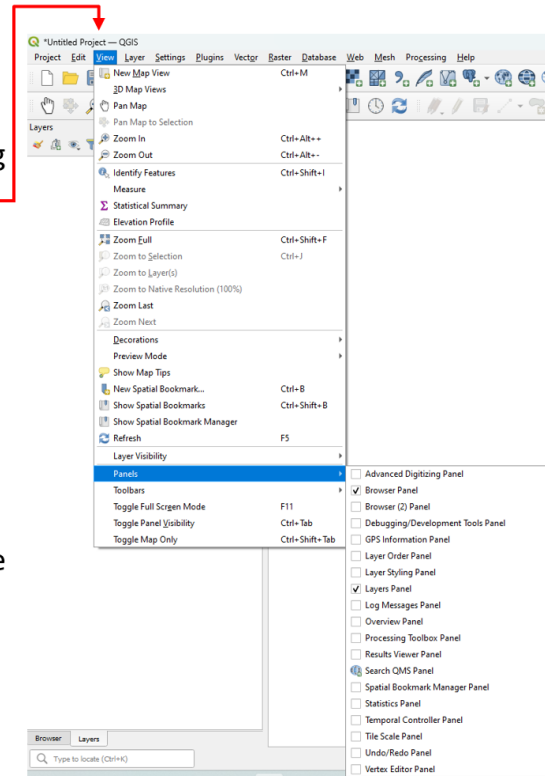 *Untitled Project — QGIS
Project Edit View Layer Settings Plugins Vector Raster Database Web Mesh Processing Help
New Map View Ctrl+M
3D Map Views
Pan Map
Pan Map to Selection
Layers
Zoom In Ctrl+Alt++
Zoom Out Ctrl+Alt+-
g
Identify Features Ctrl+Shift+I
Measure
Statistical Summary
Elevation Profile
Zoom Full Ctrl+Shift+F
Zoom to Selection Ctrl+J
Zoom to Layer(s)
Zoom to Native Resolution (100%)
Zoom Last
Zoom Next
Decorations
Preview Mode
Show Map Tips
New Spatial Bookmark... Ctrl+B
Show Spatial Bookmarks Ctrl+Shift+B
Show Spatial Bookmark Manager
Refresh F5
Layer Visibility
Panels
Toolbars
Toggle Full Screen Mode F11
Toggle Panel Visibility Ctrl+Tab
Toggle Map Only Ctrl+Shift+Tab
e
Advanced Digitizing Panel
Browser Panel
Browser (2) Panel
Debugging/Development Tools Panel
GPS Information Panel
Layer Order Panel
Layer Styling Panel
Layers Panel
Log Messages Panel
Overview Panel
Processing Toolbox Panel
Results Viewer Panel
Search QMS Panel
Spatial Bookmark Manager Panel
Statistics Panel
Temporal Controller Panel
Tile Scale Panel
Undo/Redo Panel
Vertex Editor Panel
Browser Layers
Type to locate (Ctrl+K)